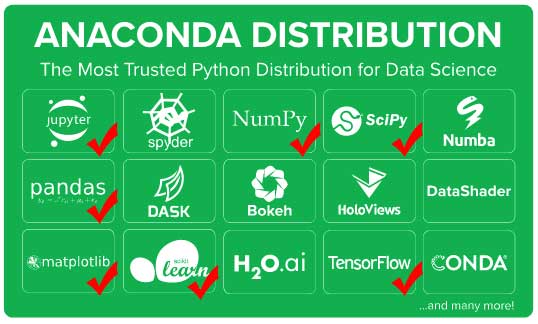 ANACONDA DISTRIBUTION
The Most Trusted Python Distribution for Data Science
jupyter
spyder
NumPy
SciPy
Numba
pandas
DASK
Bokeh
HoloViews
DataShader
matplotlib
scikit
learn
H2O.ai
TensorFlow
CONDA
...and many more!